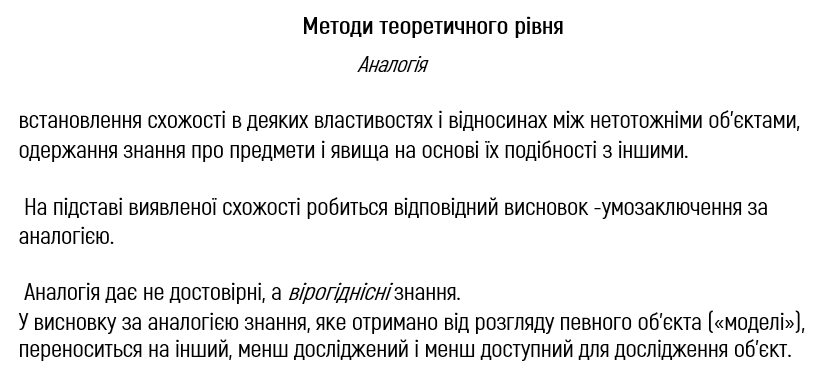 Методи теоретичного рівня
Аналогія
встановлення схожості в деяких властивостях і відносинах між нетотожніми об’єктами,
одержання знання про предмети і явища на основі їх подібності з іншими.
На підставі виявленої схожості робиться відповідний висновок -умозаключення за
аналогією.
Аналогія дає не достовірні, а вірогіднісні знання.
У висновку за аналогією знання, яке отримано від розгляду певного об’єкта («моделі»),
переноситься на інший, менш досліджений і менш доступний для дослідження об’єкт.